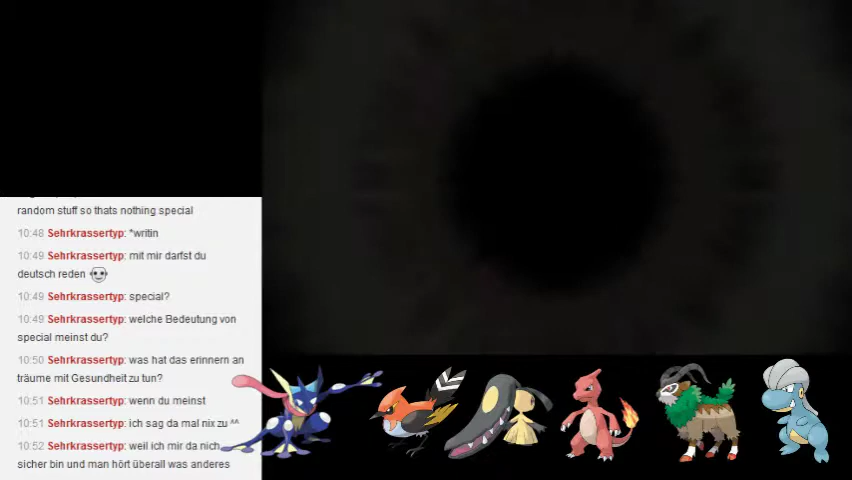 random stuff so thats nothing special
10:48 Sehrkrassertyp: *writin
10:49 Sehrkrassertyp: mit mir darfst du
deutsch reden
10:49 Sehrkrassertyp: special?
10:49 Sehrkrassertyp: welche Bedeutung von
special meinst du?
10:50 Sehrkrassertyp: was hat das erinnern an
träume mit Gesundheit zu tun?
10:51 Sehrkrassertyp: wenn du meinst
10:51 Sehrkrassertyp: ich sag da mal nix zu ^^
10:52 Sehrkrassertyp: weil ich mir da nich
sicher bin und man hört überall was anderes